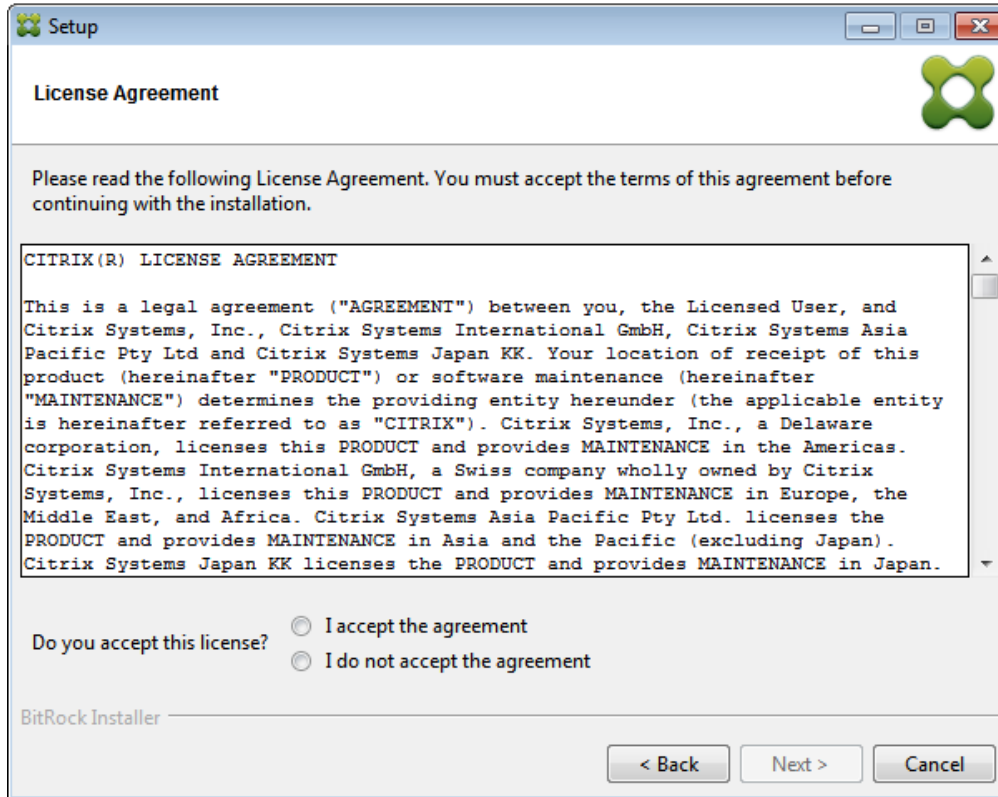 Setup
License Agreement
Please read the following License Agreement. You must accept the terms of this agreement before
continuing with the installation.
CITRIX(R) LICENSE AGREEMENT
This is a legal agreement ("AGREEMENT") between you, the Licensed User, and
Citrix Systems, Inc., Citrix Systems International GmbH, Citrix Systems Asia
Pacific Pty Ltd and Citrix Systems Japan KK. Your location of receipt of this
product (hereinafter "PRODUCT") or software maintenance (hereinafter
"MAINTENANCE") determines the providing entity hereunder (the applicable entity
is hereinafter referred to as "CITRIX"). Citrix Systems, Inc., a Delaware
corporation, licenses this PRODUCT and provides MAINTENANCE in the Americas.
Citrix Systems International GmbH, a Swiss company wholly owned by Citrix
Systems, Inc., licenses this PRODUCT and provides MAINTENANCE in Europe, the
Middle East, and Africa. Citrix Systems Asia Pacific Pty Ltd. licenses the
PRODUCT and provides MAINTENANCE in Asia and the Pacific (excluding Japan).
Citrix Systems Japan KK licenses the PRODUCT and provides MAINTENANCE in Japan.
Do you accept this license?
I accept the agreement
I do not accept the agreement
BitRock Installer
< Back
Next >
Cancel